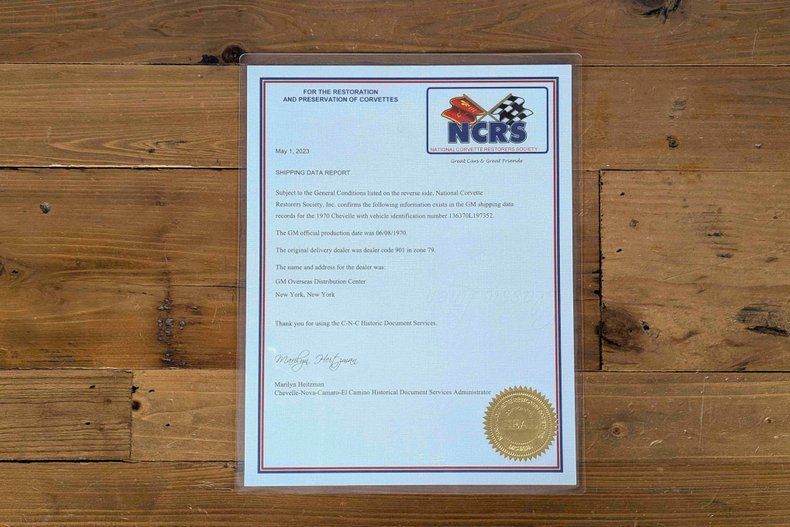 FOR THE RESTORATION
AND PRESERVATION OF CORVETTES
NCRS
NATIONAL CORVETTE RESTORERS SOCIETY
Great Cars & Great Friends
May 1, 2023
SHIPPING DATA REPORT
Subject to the General Conditions listed on the reverse side, National Corvette
Restorers Society, Inc. confirms the following information exists in the GM shipping data
records for the 1970 Chevelle with vehicle identification number 136370L197352.
The GM official production date was 06/08/1970.
The original delivery dealer was dealer code 901 in zone 79.
The name and address for the dealer was:
GM Overseas Distribution Center
New York, New York
Thank you for using the C-N-C Historic Document Services.
Marilyn Heitzman
Marilyn Heitzman
Chevelle-Nova-Camaro-El Camino Historical Document Services Administrator